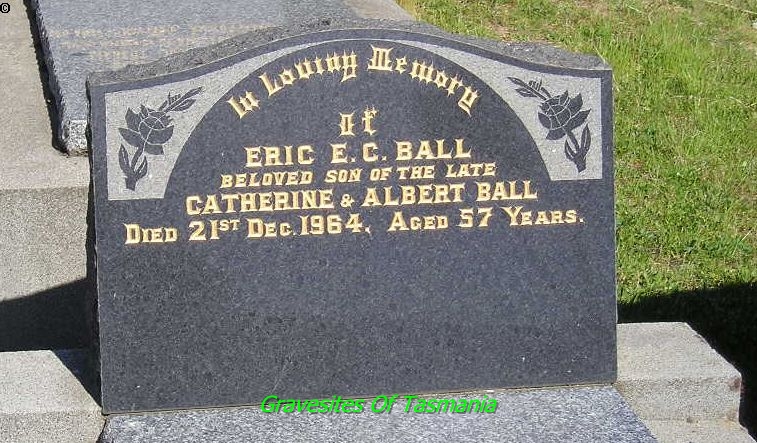 ©
In Loving Memory
Of
ERIC E. C. BALL
BELOVED SON OF THE LATE
CATHERINE & ALBERT BALL
DIED 21ST DEC. 1964. AGED 57 YEARS.
Gravesites Of Tasmania